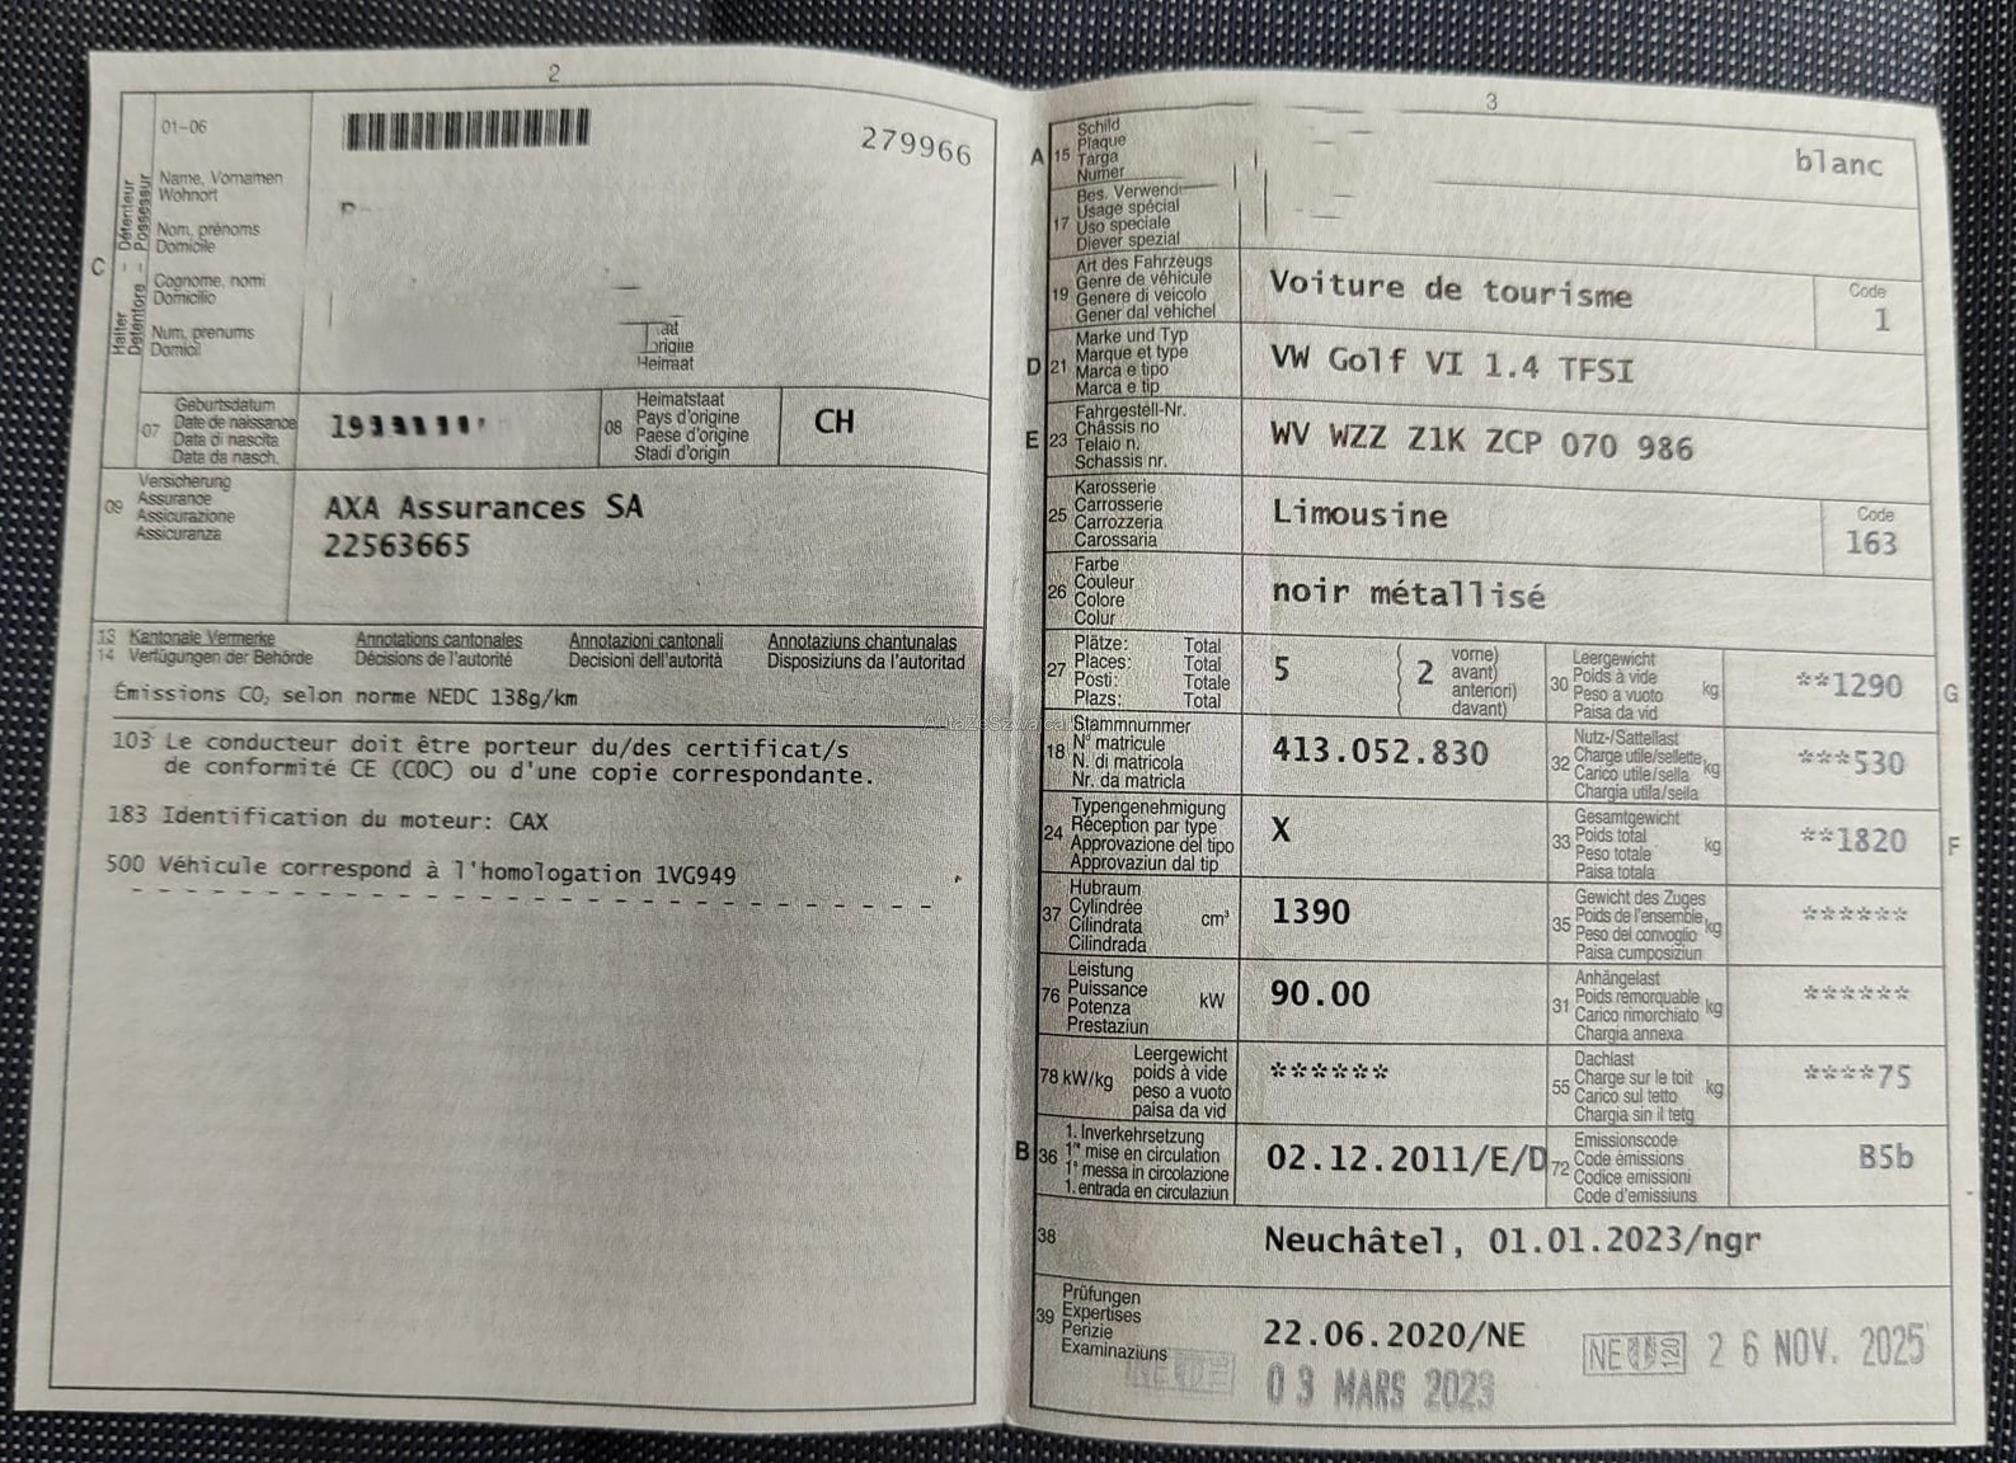 2
01-06
279966
C
Halter - Détenteur
Detentore - Possessur
Name, Vornamen
Wohnort
Nom, prénoms
Domicile
Cognome, nomi
Domicilio
Num, prenums
Domicil
Heimat
07
Geburtsdatum
Date de naissance
Data di nascita
Data da nasch.
19
08
Heimatstaat
Pays d'origine
Paese d'origine
Stadi d'origin
CH
09
Versicherung
Assurance
Assicurazione
Assicuranza
AXA Assurances SA
22563665
13 Kantonale Vermerke Annotations cantonales Annotazioni cantonali Annotaziuns chantunalas
14 Verfügungen der Behörde Décisions de l'autorité Decisioni dell'autorità Disposiziuns da l'autoritad
Émissions CO₂ selon norme NEDC 138g/km
103 Le conducteur doit être porteur du/des certificat/s
de conformité CE (COC) ou d'une copie correspondante.
183 Identification du moteur: CAX
500 Véhicule correspond à l'homologation 1VG949
3
A 15
Schild
Plaque
Targa
Numer
blanc
17
Bes. Verwend
Usage spécial
Uso speciale
Diever spezial
19
Art des Fahrzeugs
Genre de véhicule
Genere di veicolo
Gener dal vehichel
Voiture de tourisme
Code
1
D 21
Marke und Typ
Marque et type
Marca e tipo
Marca e tip
VW Golf VI 1.4 TFSI
E 23
Fahrgestell-Nr.
Châssis no
Telaio n.
Schassis nr.
WV WZZ Z1K ZCP 070 986
25
Karosserie
Carrosserie
Carrozzeria
Carossaria
Limousine
Code
163
26
Farbe
Couleur
Colore
Colur
noir métallisé
27
Plätze: Total
Places: Total
Posti: Totale
Plazs: Total
5
2
vorne)
avant)
anteriori)
davant)
30
Leergewicht
Poids à vide
Peso a vuoto
Paisa da vid
kg
**1290
G
18
Stammnummer
N° matricule
N. di matricola
Nr. da matricla
413.052.830
32
Nutz-/Sattellast
Charge utile/sellette
Carico utile/sella
Chargia utila/sella
kg
***530
24
Typengenehmigung
Réception par type
Approvazione del tipo
Approvaziun dal tip
X
33
Gesamtgewicht
Poids total
Peso totale
Paisa totala
kg
**1820
F
37
Hubraum
Cylindrée
Cilindrata
Cilindrada
cm³
1390
35
Gewicht des Zuges
Poids de l'ensemble
Peso del convoglio
Paisa cumposiziun
kg
******
76
Leistung
Puissance
Potenza
Prestaziun
kW
90.00
31
Anhängelast
Poids remorquable
Carico rimorchiato
Chargia annexa
kg
******
78 kW/kg
Leergewicht
poids à vide
peso a vuoto
paisa da vid
******
55
Dachlast
Charge sur le toit
Carico sul tetto
Chargia sin il tetg
kg
****75
B 36
1. Inverkehrsetzung
1re mise en circulation
1a messa in circolazione
1. entrada en circulaziun
02.12.2011/E/D
72
Emissionscode
Code émissions
Codice emissioni
Code d'emissiuns
B5b
38
Neuchâtel, 01.01.2023/ngr
39
Prüfungen
Expertises
Perizie
Examinaziuns
22.06.2020/NE
NE 120 26 NOV. 2025
03 MARS 2023